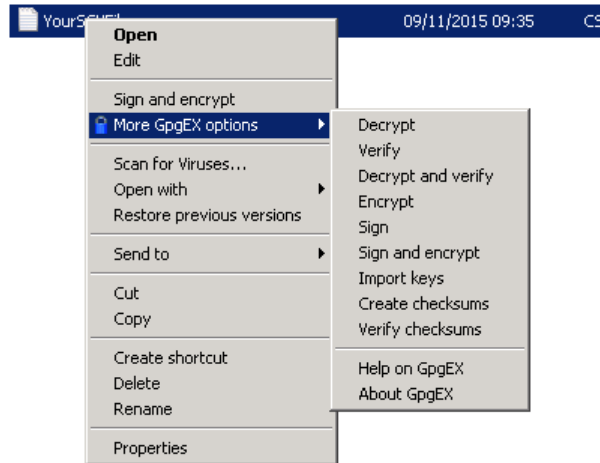 09/11/2015 09:35
Open
Edit
Sign and encrypt
More GpgEX options
Scan for Viruses...
Open with
Restore previous versions
Send to
Cut
Copy
Create shortcut
Delete
Rename
Properties
Decrypt
Verify
Decrypt and verify
Encrypt
Sign
Sign and encrypt
Import keys
Create checksums
Verify checksums
Help on GpgEX
About GpgEX